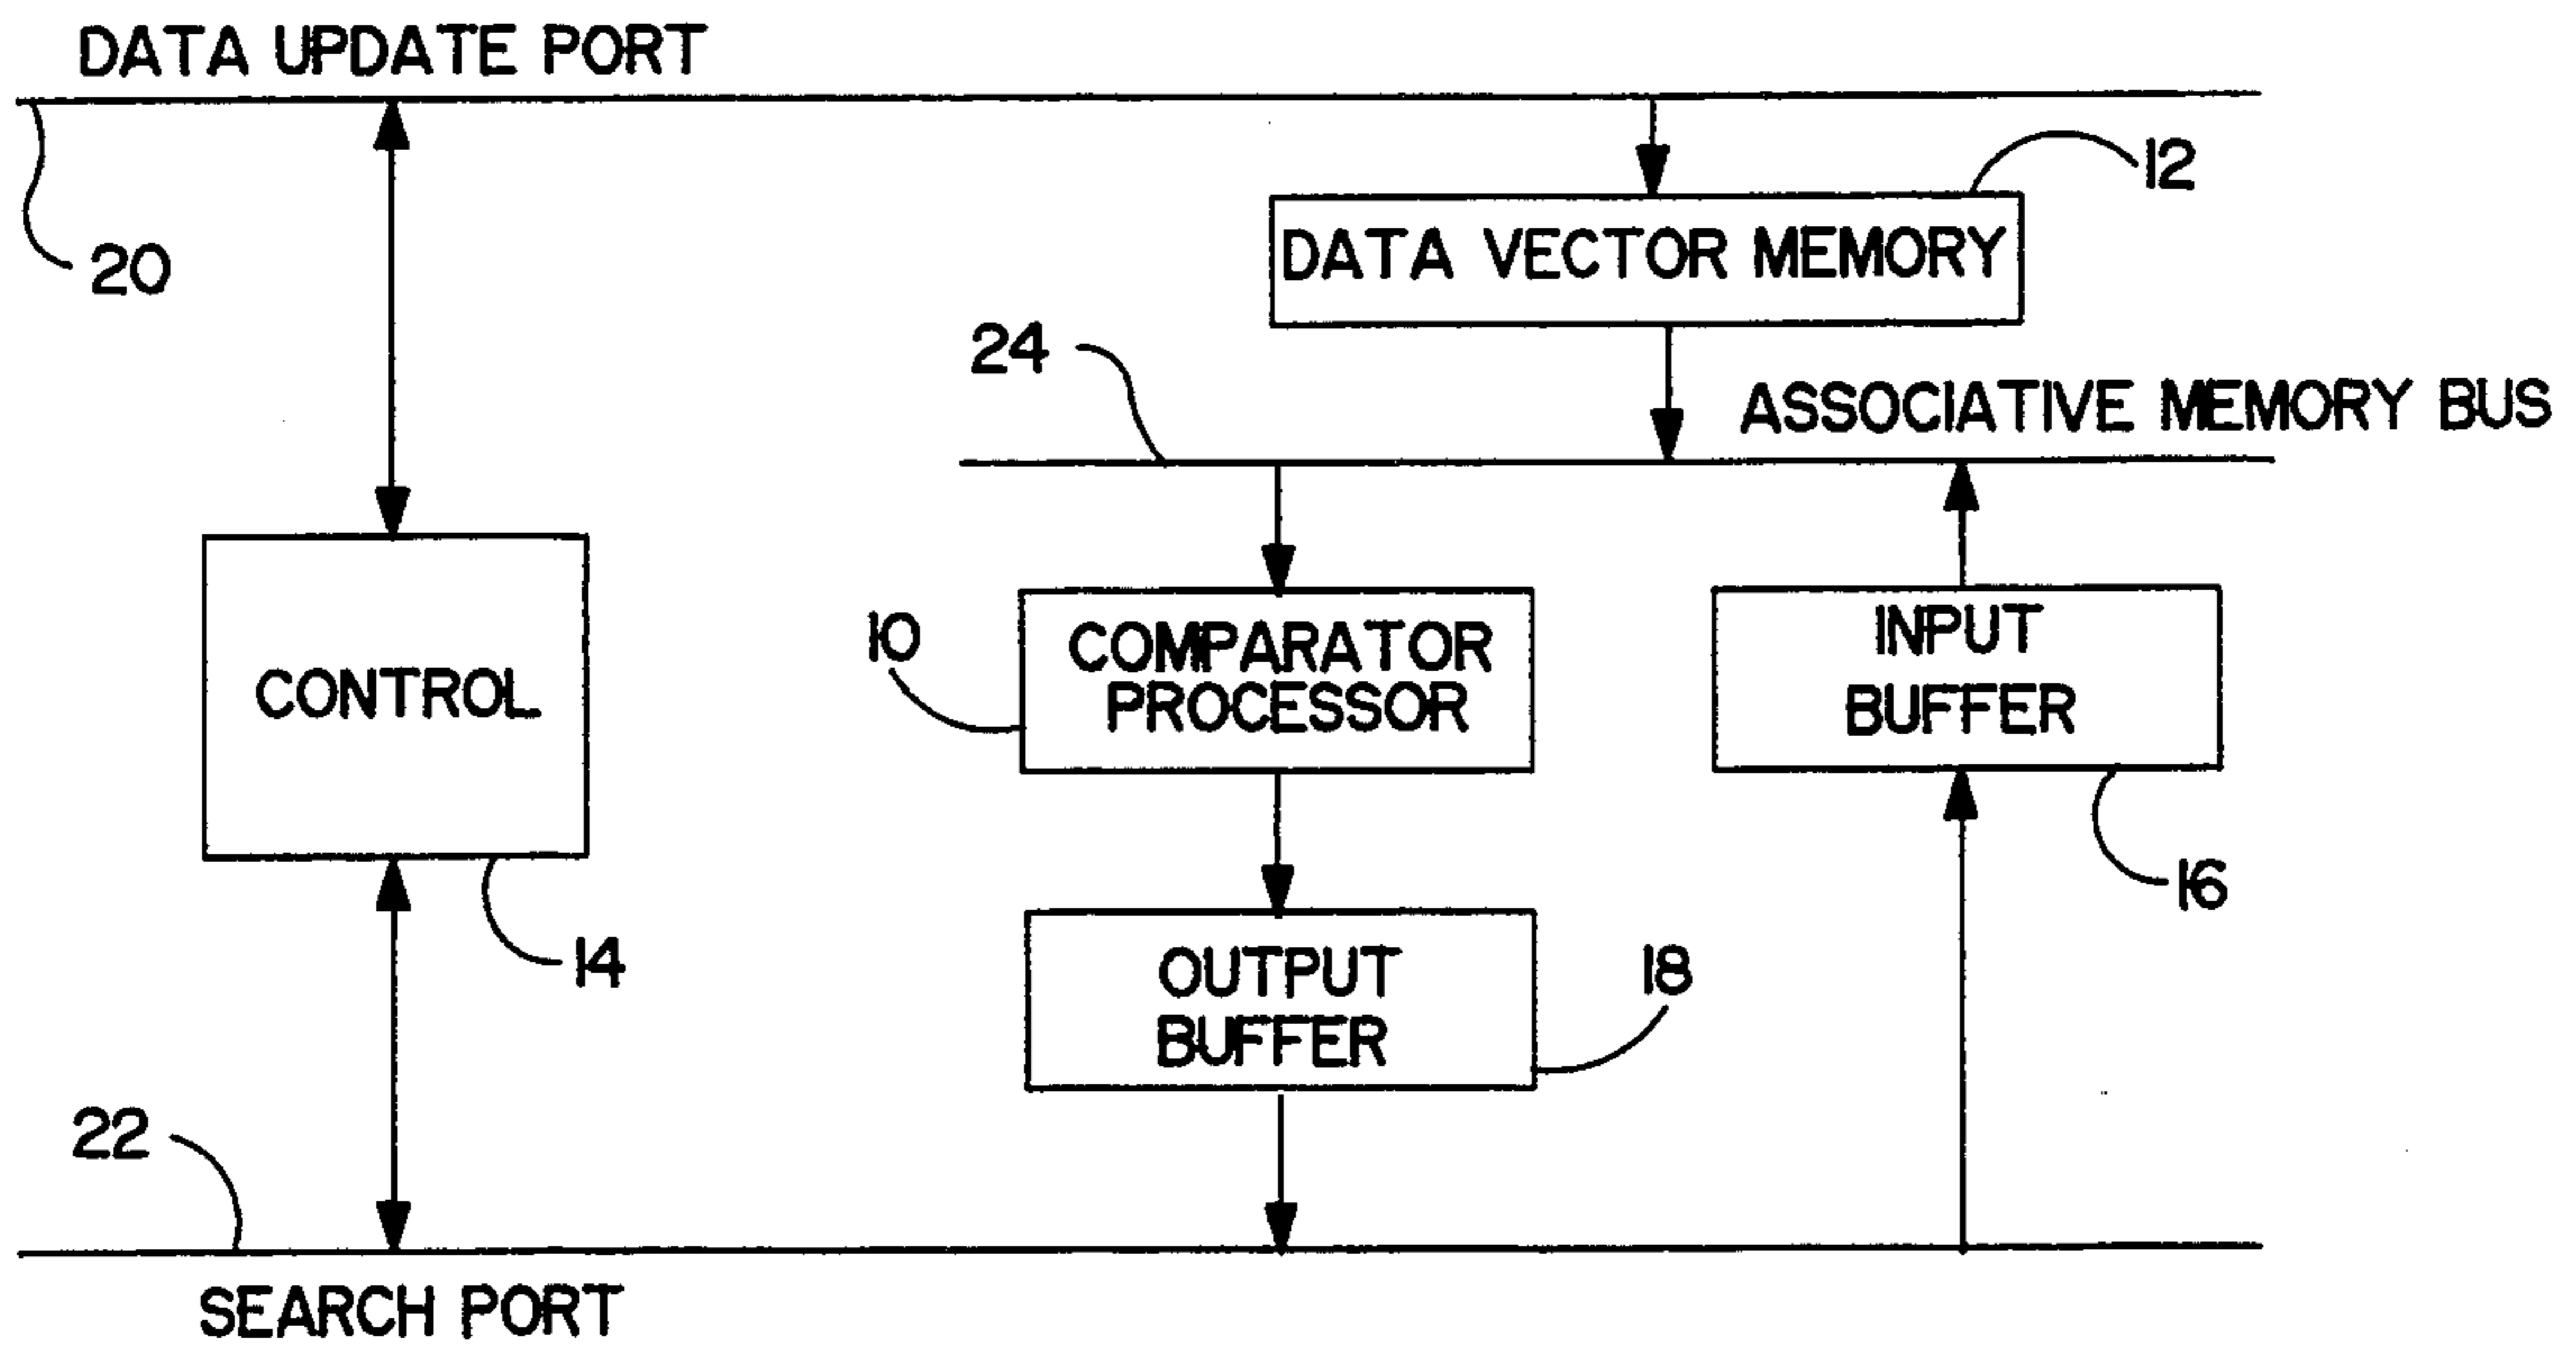 DATA UPDATE PORT
12
20
DATA VECTOR MEMORY
24
ASSOCIATIVE MEMORY BUS
10
COMPARATOR
PROCESSOR
INPUT
BUFFER
CONTROL
16
14
OUTPUT
BUFFER
18
22
SEARCH PORT